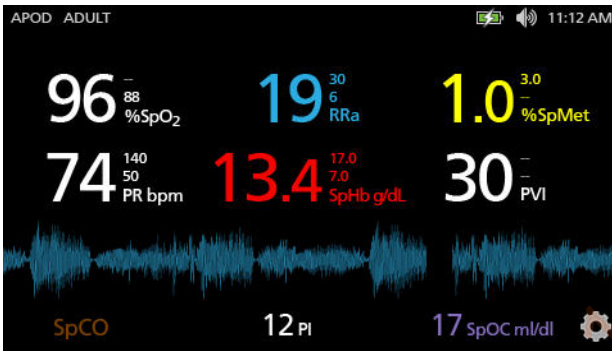 APOD ADULT 11:12 AM
96 -- 88 %SpO2
19 30 6 RRa
1.0 3.0 -- %SpMet
74 140 50 PR bpm
13.4 17.0 7.0 SpHb g/dL
30 -- -- PVI
SpCO 12 PI 17 SpOC ml/dl